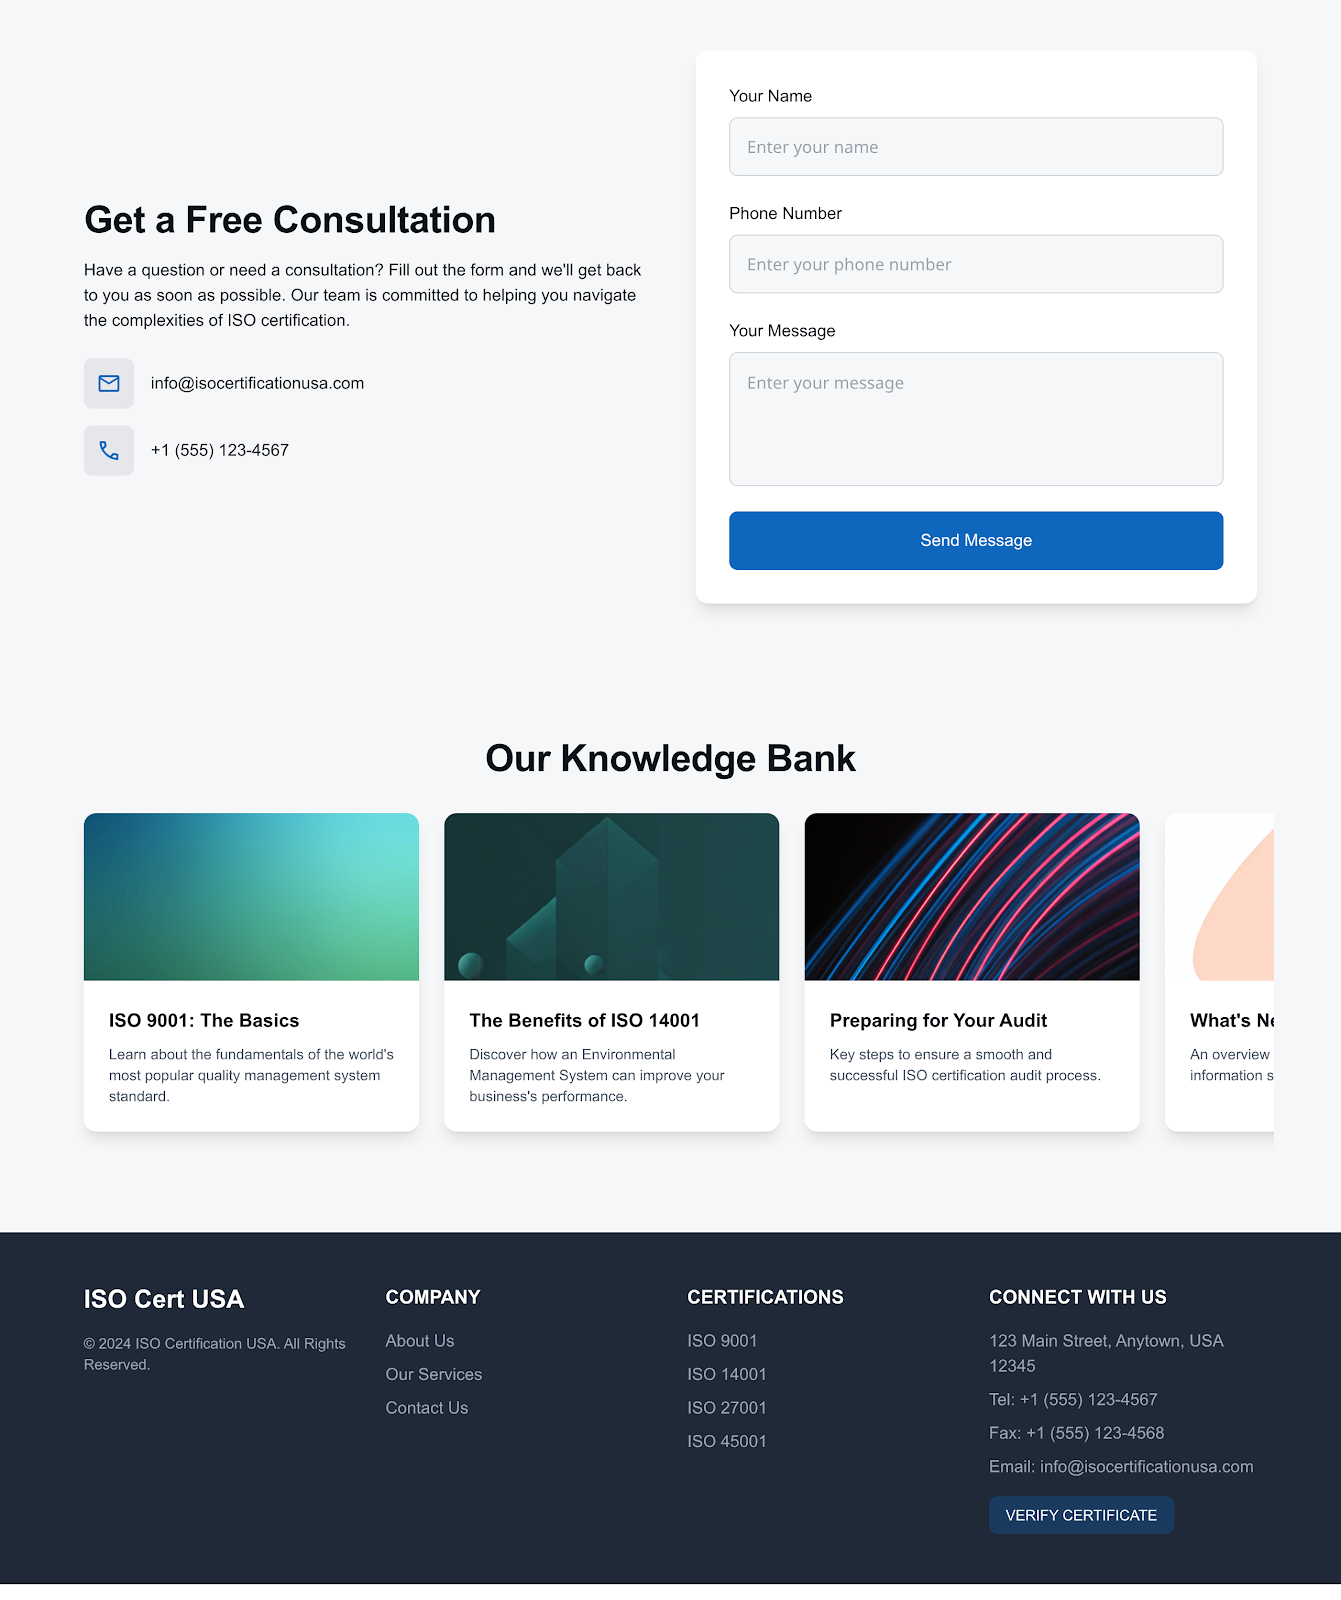 Get a Free Consultation
Have a question or need a consultation? Fill out the form and we'll get back
to you as soon as possible. Our team is committed to helping you navigate
the complexities of ISO certification.
info@isocertificationusa.com
+1 (555) 123-4567
Your Name
Enter your name
Phone Number
Enter your phone number
Your Message
Enter your message
Send Message
Our Knowledge Bank
ISO 9001: The Basics
Learn about the fundamentals of the world's
most popular quality management system
standard.
The Benefits of ISO 14001
Discover how an Environmental
Management System can improve your
business's performance.
Preparing for Your Audit
Key steps to ensure a smooth and
successful ISO certification audit process.
What's
An overview
information
ISO Cert USA
© 2024 ISO Certification USA. All Rights
Reserved.
COMPANY
About Us
Our Services
Contact Us
CERTIFICATIONS
ISO 9001
ISO 14001
ISO 27001
ISO 45001
CONNECT WITH US
123 Main Street, Anytown, USA
12345
Tel: +1 (555) 123-4567
Fax: +1 (555) 123-4568
Email: info@isocertificationusa.com
VERIFY CERTIFICATE